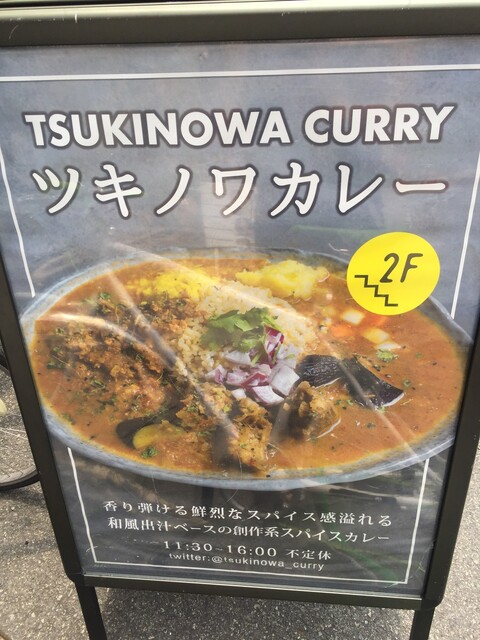 TSUKINOWA CURRY
ツキノワカレー
2F
香り弾ける鮮烈なスパイス感溢れる
和風出汁ベースの創作系スパイスカレー
11:30-16:00 不定休
twitter:@tsukinowa_curry